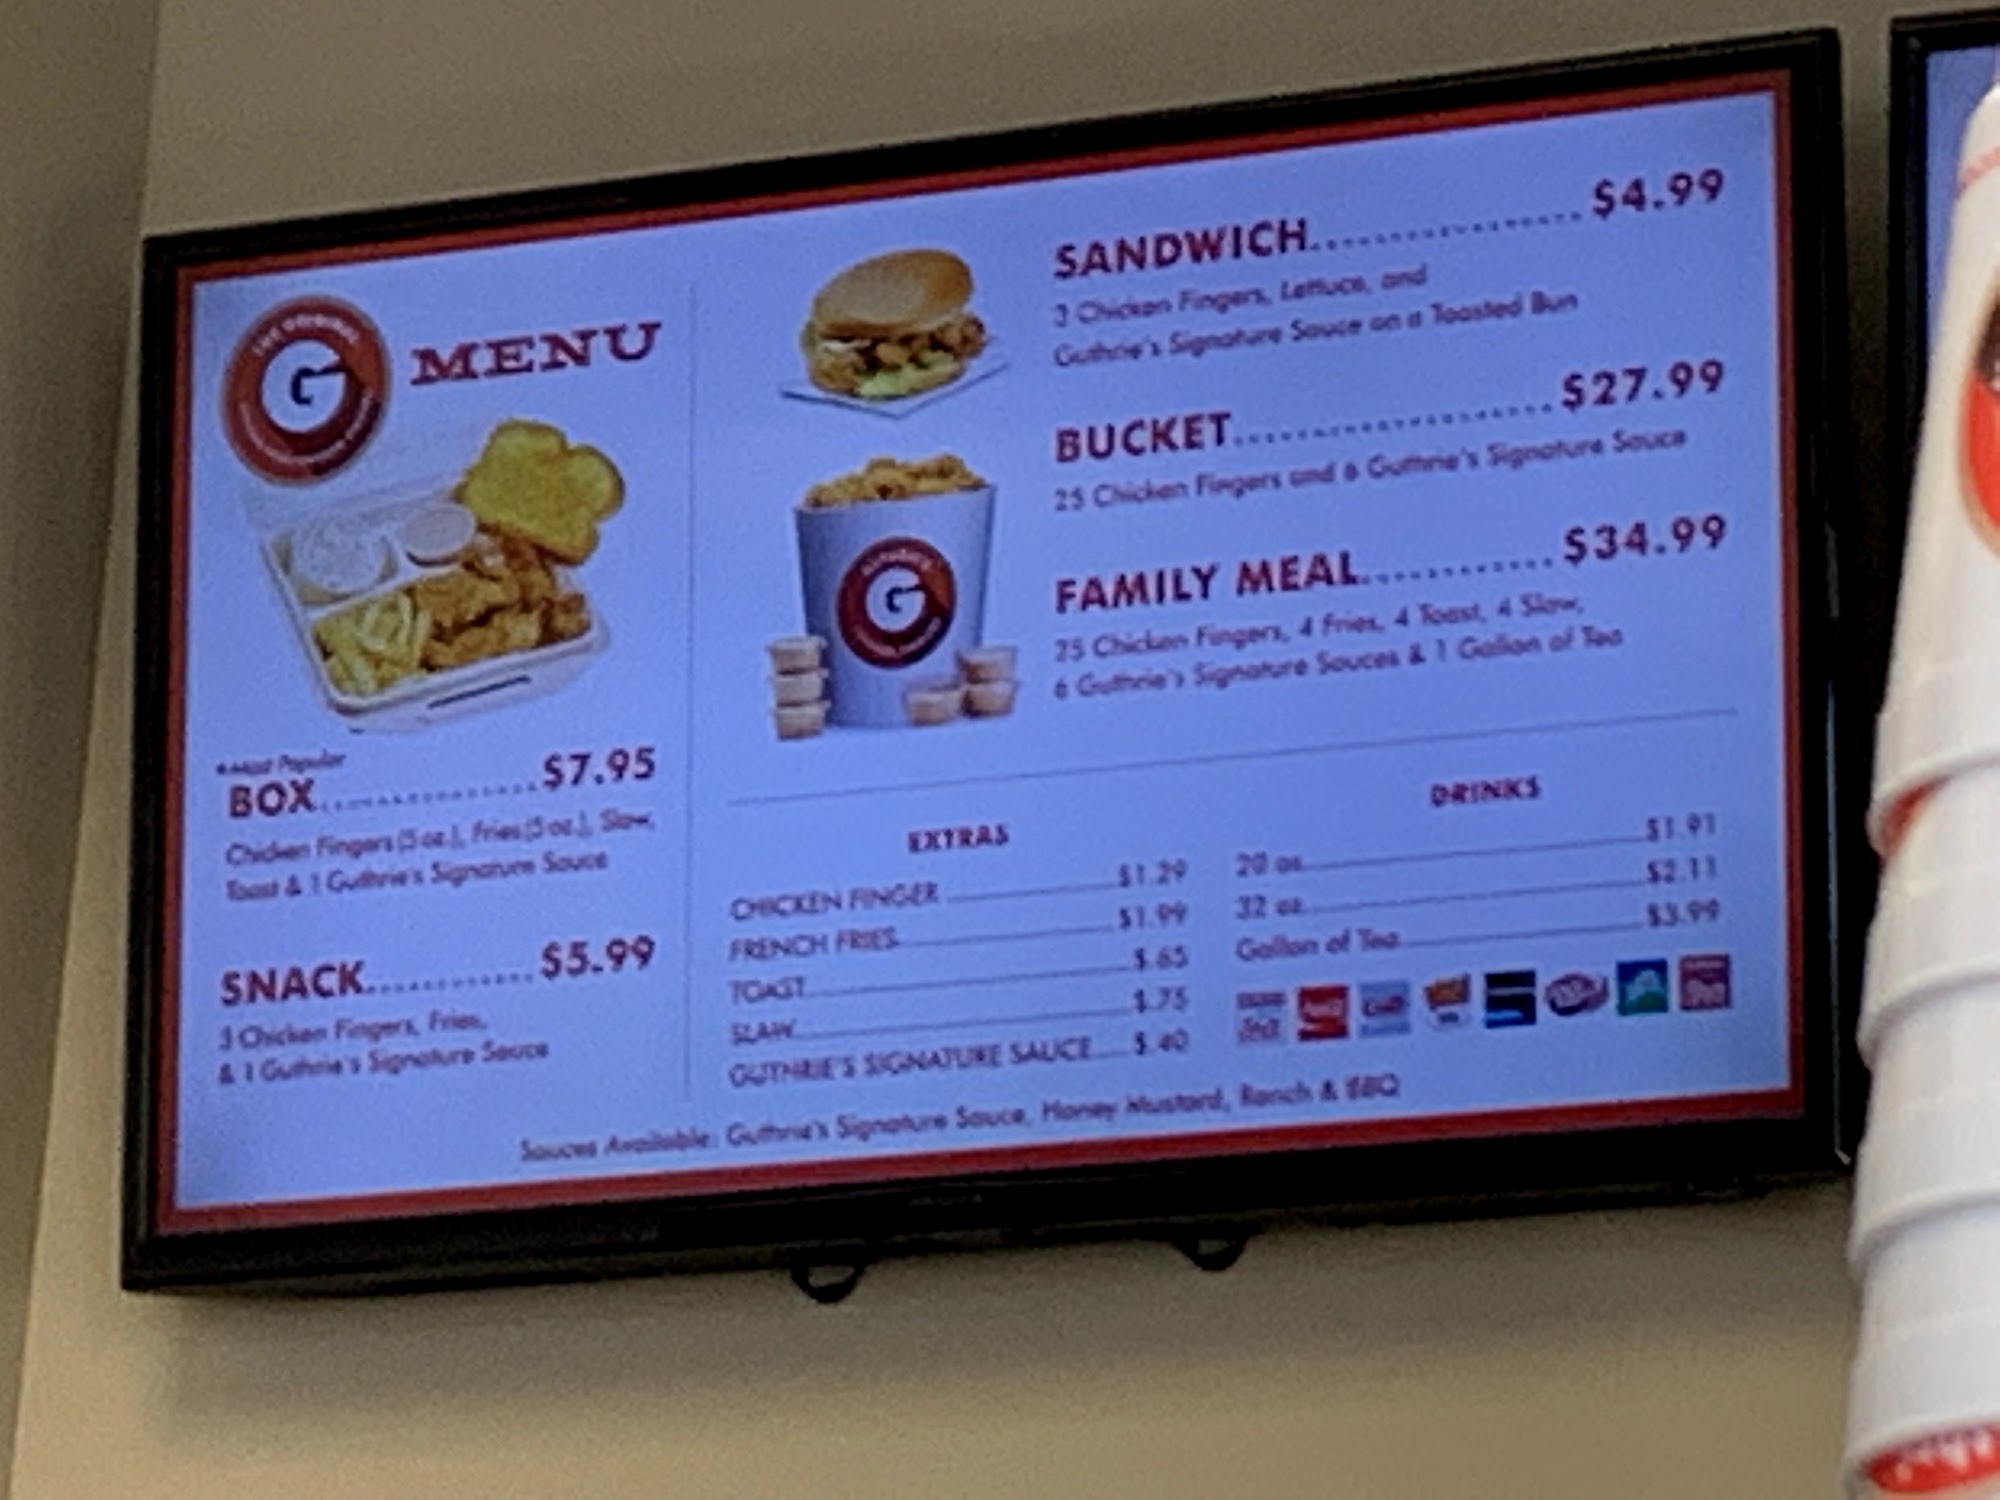 MENU
*Most Popular
BOX..................$7.95
Chicken Fingers (5 oz.), Fries (5 oz.), Slaw,
Toast & 1 Guthrie's Signature Sauce
SNACK..............$5.99
3 Chicken Fingers, Fries,
& 1 Guthrie's Signature Sauce
SANDWICH......................$4.99
3 Chicken Fingers, Lettuce, and
Guthrie's Signature Sauce on a Toasted Bun
BUCKET..........................$27.99
25 Chicken Fingers and 6 Guthrie's Signature Sauce
FAMILY MEAL...............$34.99
25 Chicken Fingers, 4 Fries, 4 Toast, 4 Slaw,
6 Guthrie's Signature Sauces & 1 Gallon of Tea
EXTRAS
CHICKEN FINGER $1.29
FRENCH FRIES $1.99
TOAST $.65
SLAW $.75
GUTHRIE'S SIGNATURE SAUCE $.40
DRINKS
20 oz. $1.91
32 oz. $2.11
Gallon of Tea $3.99
Sauces Available: Guthrie's Signature Sauce, Honey Mustard, Ranch & BBQ